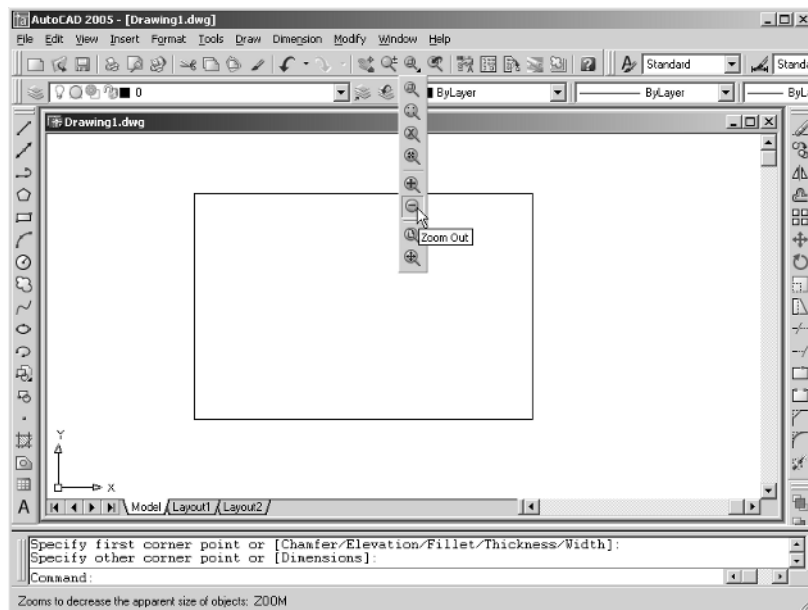 AutoCAD 2005 - [Drawing1.dwg]
File Edit View Insert Format Tools Draw Dimension Modify Window Help
Standard Standa
0 ByLayer ByLayer ByL
Drawing1.dwg
Zoom Out
Y
X
A
Model Layout1 Layout2
Specify first corner point or [Chamfer/Elevation/Fillet/Thickness/Width]:
Specify other corner point or [Dimensions]:
Command:
Zooms to decrease the apparent size of objects: ZOOM